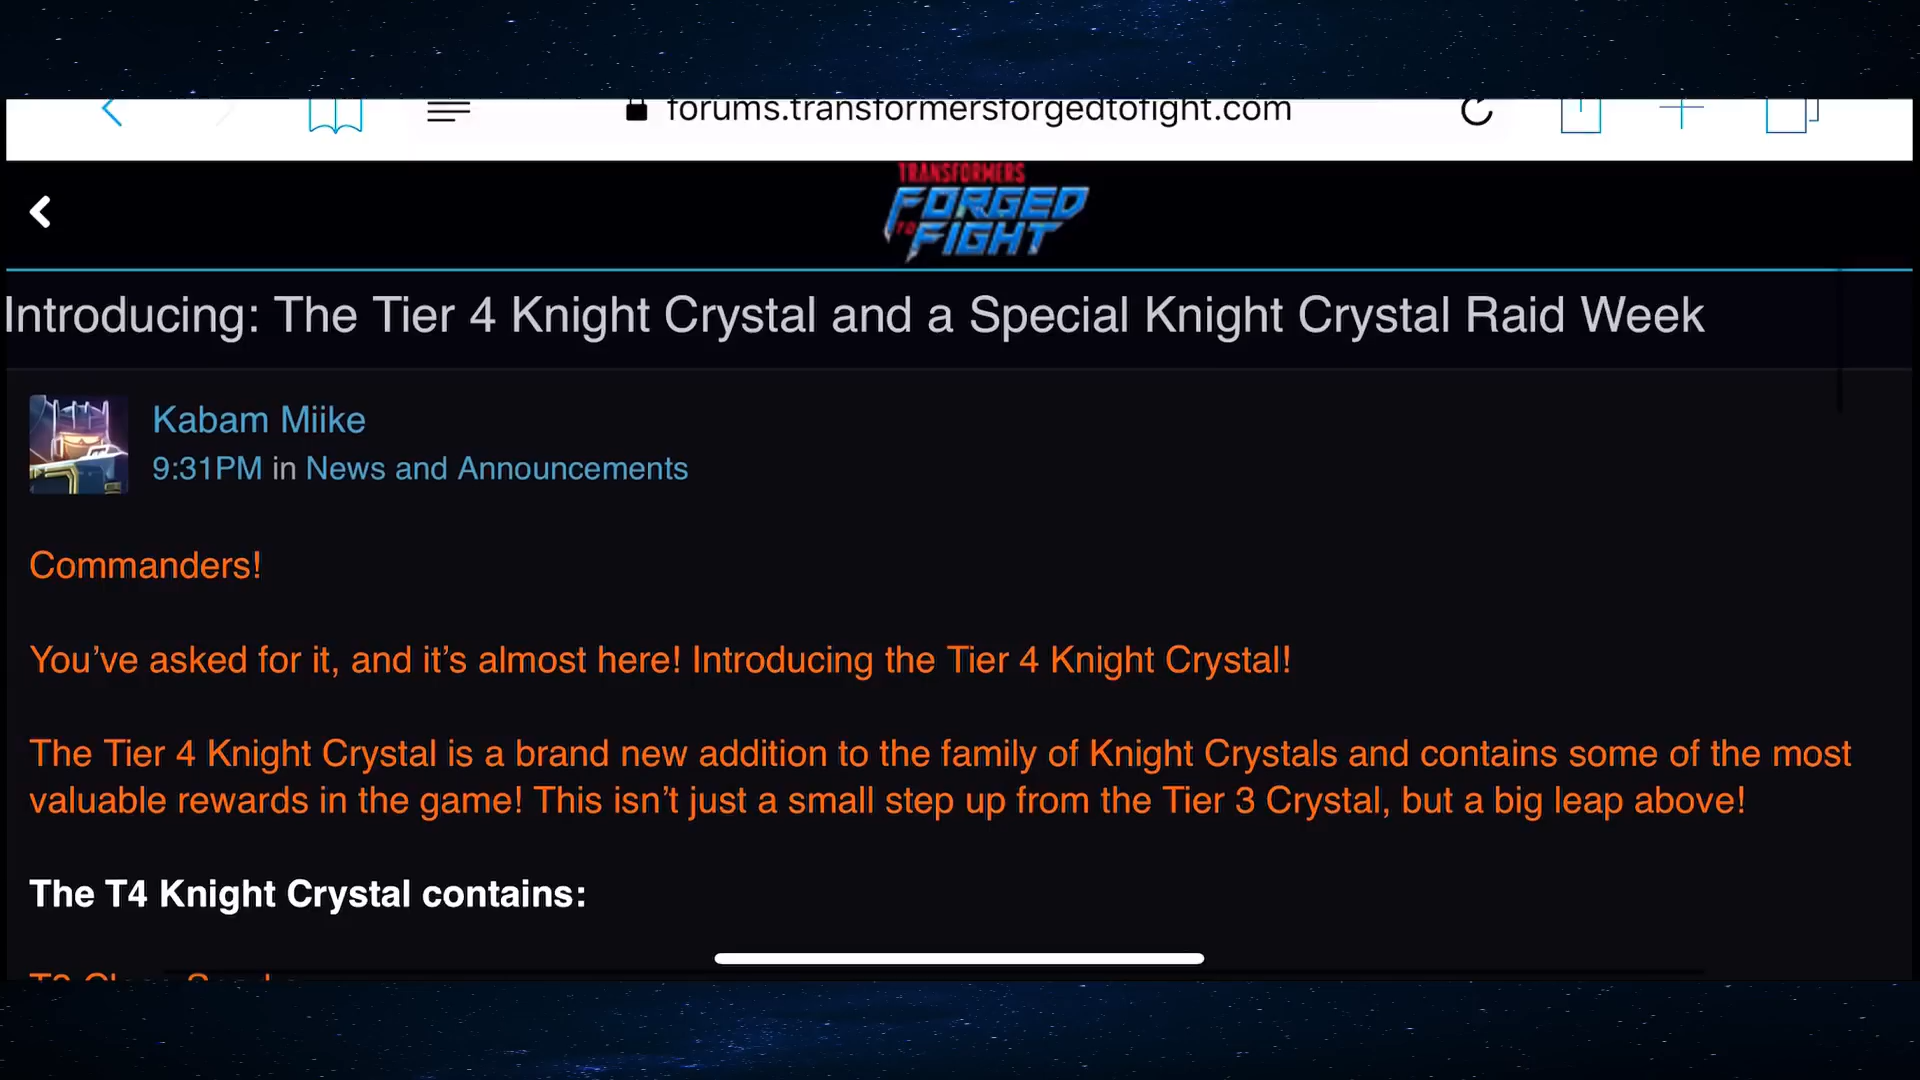 forums.transformersforgedtofight.com
TRANSFORMERS
FORGED
TO
FIGHT
Introducing: The Tier 4 Knight Crystal and a Special Knight Crystal Raid Week
Kabam Miike
9:31PM in News and Announcements
Commanders!
You’ve asked for it, and it’s almost here! Introducing the Tier 4 Knight Crystal!
The Tier 4 Knight Crystal is a brand new addition to the family of Knight Crystals and contains some of the most
valuable rewards in the game! This isn’t just a small step up from the Tier 3 Crystal, but a big leap above!
The T4 Knight Crystal contains: